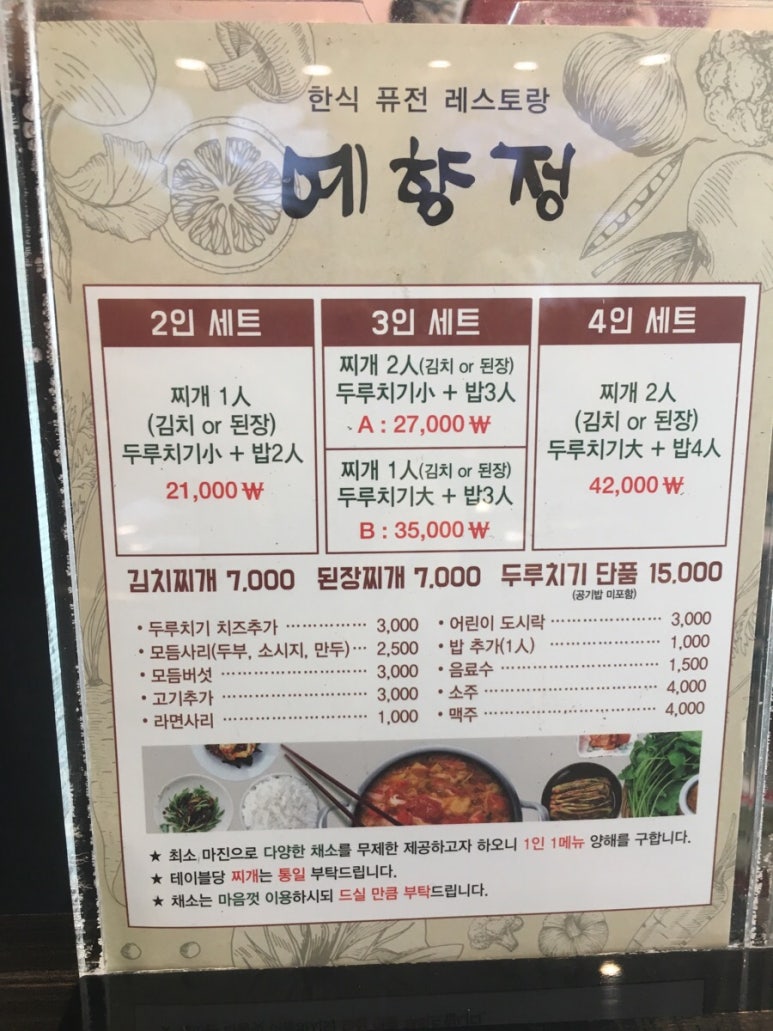 한식 퓨전 레스토랑
예향정
2인 세트
찌개 1人
(김치 or 된장)
두루치기小 + 밥2人
21,000₩
3인 세트
찌개 2人(김치 or 된장)
두루치기小 + 밥3人
A : 27,000₩
찌개 1人(김치 or 된장)
두루치기大 + 밥3人
B : 35,000₩
4인 세트
찌개 2人
(김치 or 된장)
두루치기大 + 밥4人
42,000₩
김치찌개 7.000 된장찌개 7.000 두루치기 단품 15.000
(공기밥 미포함)
• 두루치기 치즈추가 ················ 3,000
• 모듬사리(두부, 소시지, 만두)··· 2,500
• 모듬버섯 ························ 3,000
• 고기추가 ························ 3,000
• 라면사리 ························ 1,000
• 어린이 도시락 ···················· 3,000
• 밥 추가(1人) ···················· 1,000
• 음료수 ·························· 1,500
• 소주 ···························· 4,000
• 맥주 ···························· 4,000
★ 최소 마진으로 다양한 채소를 무제한 제공하고자 하오니 1인 1메뉴 양해를 구합니다.
★ 테이블당 찌개는 통일 부탁드립니다.
★ 채소는 마음껏 이용하시되 드실 만큼 부탁드립니다.